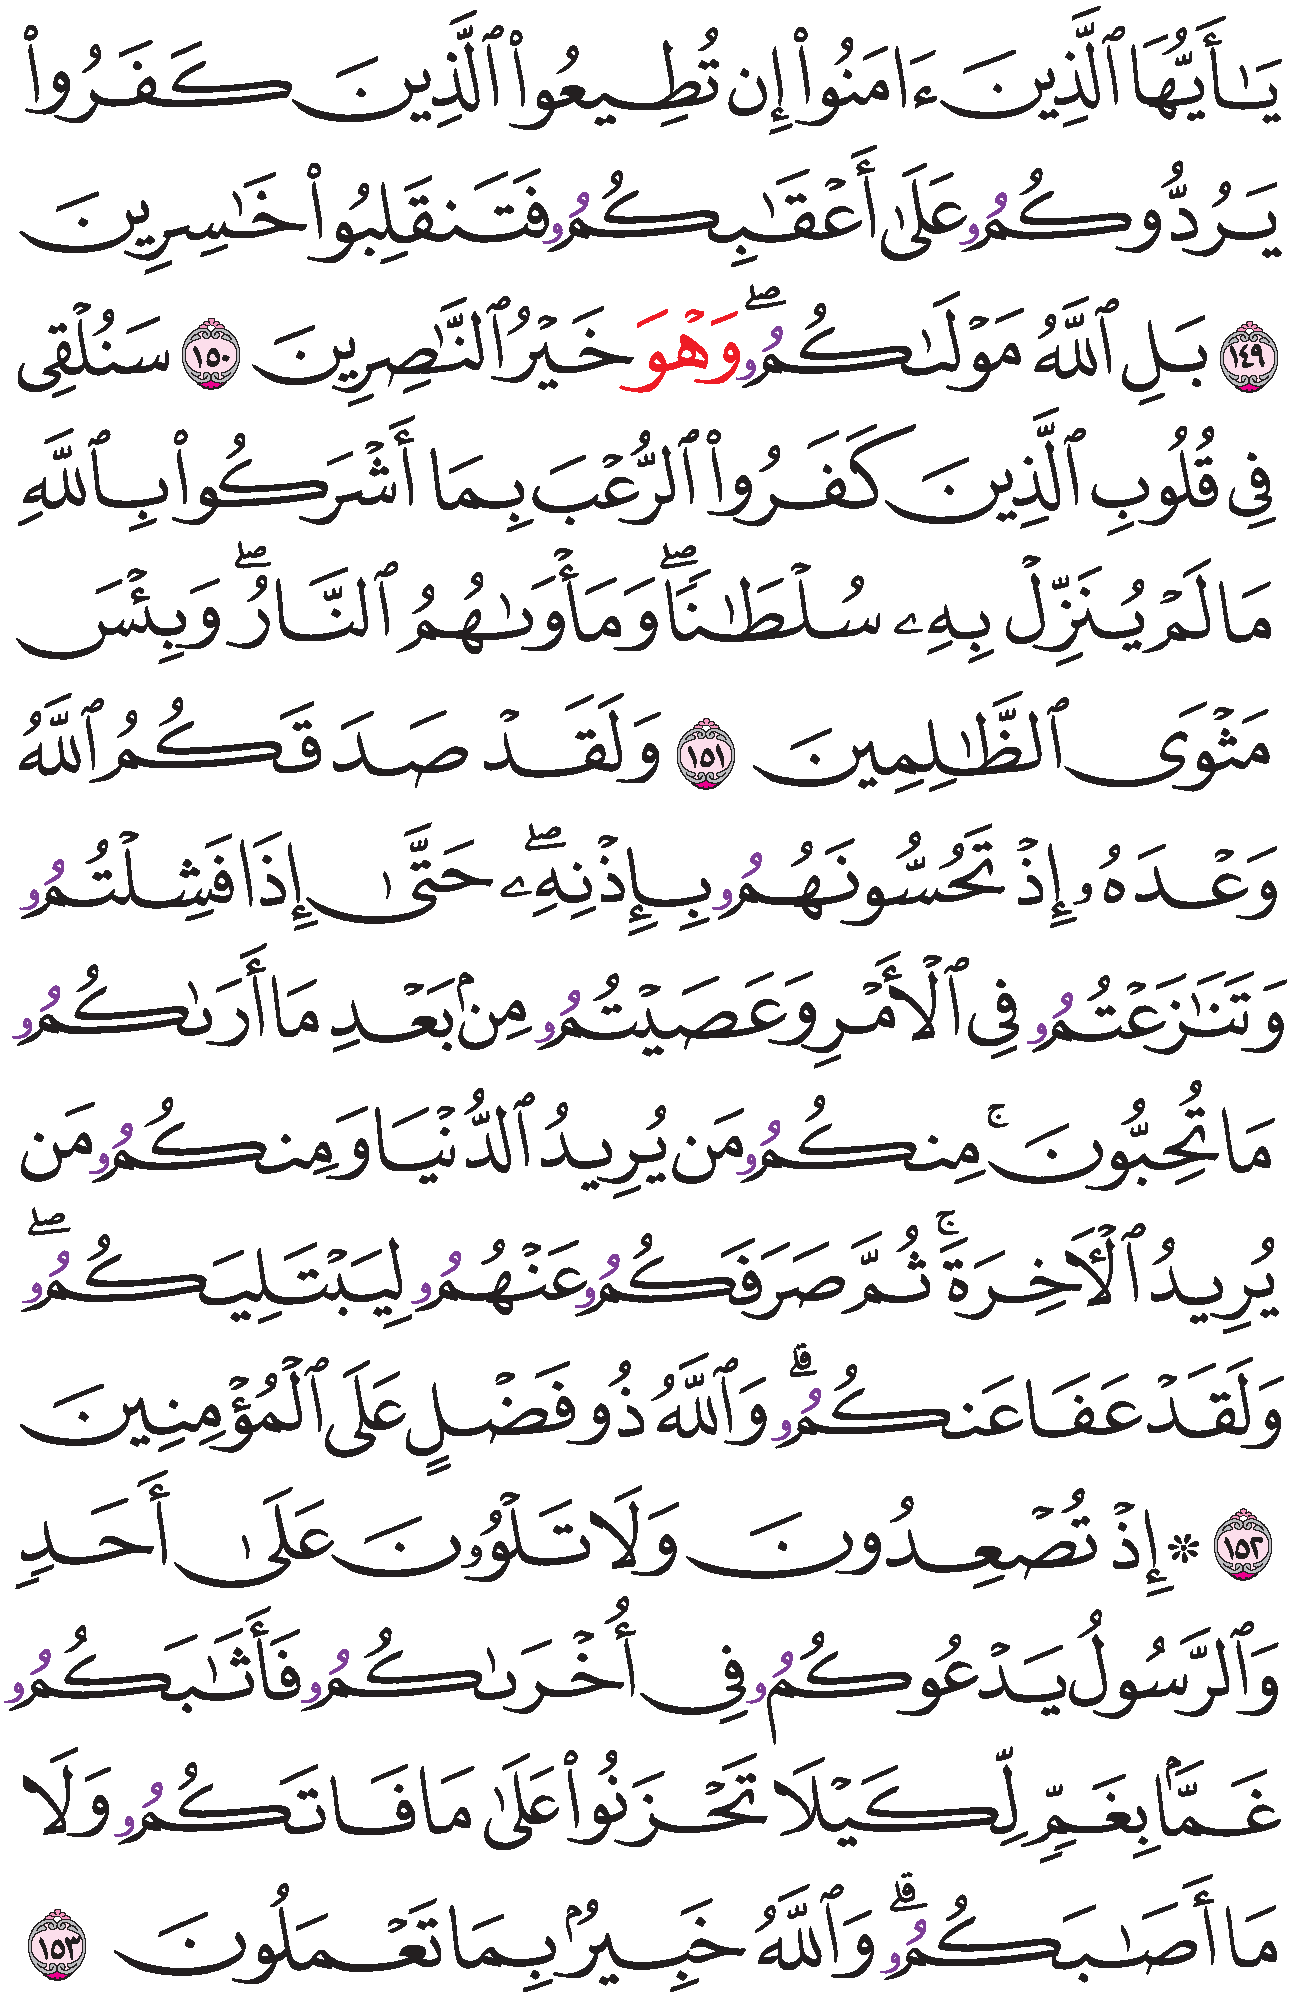 يَـٰٓأَيُّهَا ٱلَّذِينَ ءَامَنُوٓا۟ إِن تُطِيعُوا۟ ٱلَّذِينَ كَفَرُوا۟
يَرُدُّوكُمُۥ عَلَىٰٓ أَعْقَـٰبِكُمُۥ فَتَنقَلِبُوا۟ خَـٰسِرِينَ
١٤٩ بَلِ ٱللَّهُ مَوْلَىٰكُمُۥۖ وَهْوَ خَيْرُ ٱلنَّـٰصِرِينَ ١٥٠ سَنُلْقِى
فِى قُلُوبِ ٱلَّذِينَ كَفَرُوا۟ ٱلرُّعْبَ بِمَآ أَشْرَكُوا۟ بِٱللَّهِ
مَا لَمْ يُنَزِّلْ بِهِۦ سُلْطَـٰنًاۖ وَمَأْوَىٰهُمُ ٱلنَّارُۖ وَبِئْسَ
مَثْوَى ٱلظَّـٰلِمِينَ ١٥١ وَلَقَدْ صَدَقَكُمُ ٱللَّهُ
وَعْدَهُۥٓ إِذْ تَحُسُّونَهُمُۥ بِإِذْنِهِۦۖ حَتَّىٰٓ إِذَا فَشِلْتُمُۥ
وَتَنَـٰزَعْتُمُۥ فِى ٱلْأَمْرِ وَعَصَيْتُمُۥ مِنۢ بَعْدِ مَآ أَرَىٰكُمُۥ
مَا تُحِبُّونَۚ مِنكُمُۥ مَن يُرِيدُ ٱلدُّنْيَا وَمِنكُمُۥ مَن
يُرِيدُ ٱلْـَٔاخِرَةَۚ ثُمَّ صَرَفَكُمُۥ عَنْهُمُۥ لِيَبْتَلِيَكُمُۥۖ
وَلَقَدْ عَفَا عَنكُمُۥۗ وَٱللَّهُ ذُو فَضْلٍ عَلَى ٱلْمُؤْمِنِينَ
١٥٢ ۞ إِذْ تُصْعِدُونَ وَلَا تَلْوُۥنَ عَلَىٰٓ أَحَدٍ
وَٱلرَّسُولُ يَدْعُوكُمُۥ فِىٓ أُخْرَىٰكُمُۥ فَأَثَـٰبَكُمُۥ
غَمًّۢا بِغَمٍّ لِّكَيْلَا تَحْزَنُوا۟ عَلَىٰ مَا فَاتَكُمُۥ وَلَا
مَآ أَصَـٰبَكُمُۥۗ وَٱللَّهُ خَبِيرٌۢ بِمَا تَعْمَلُونَ ١٥٣